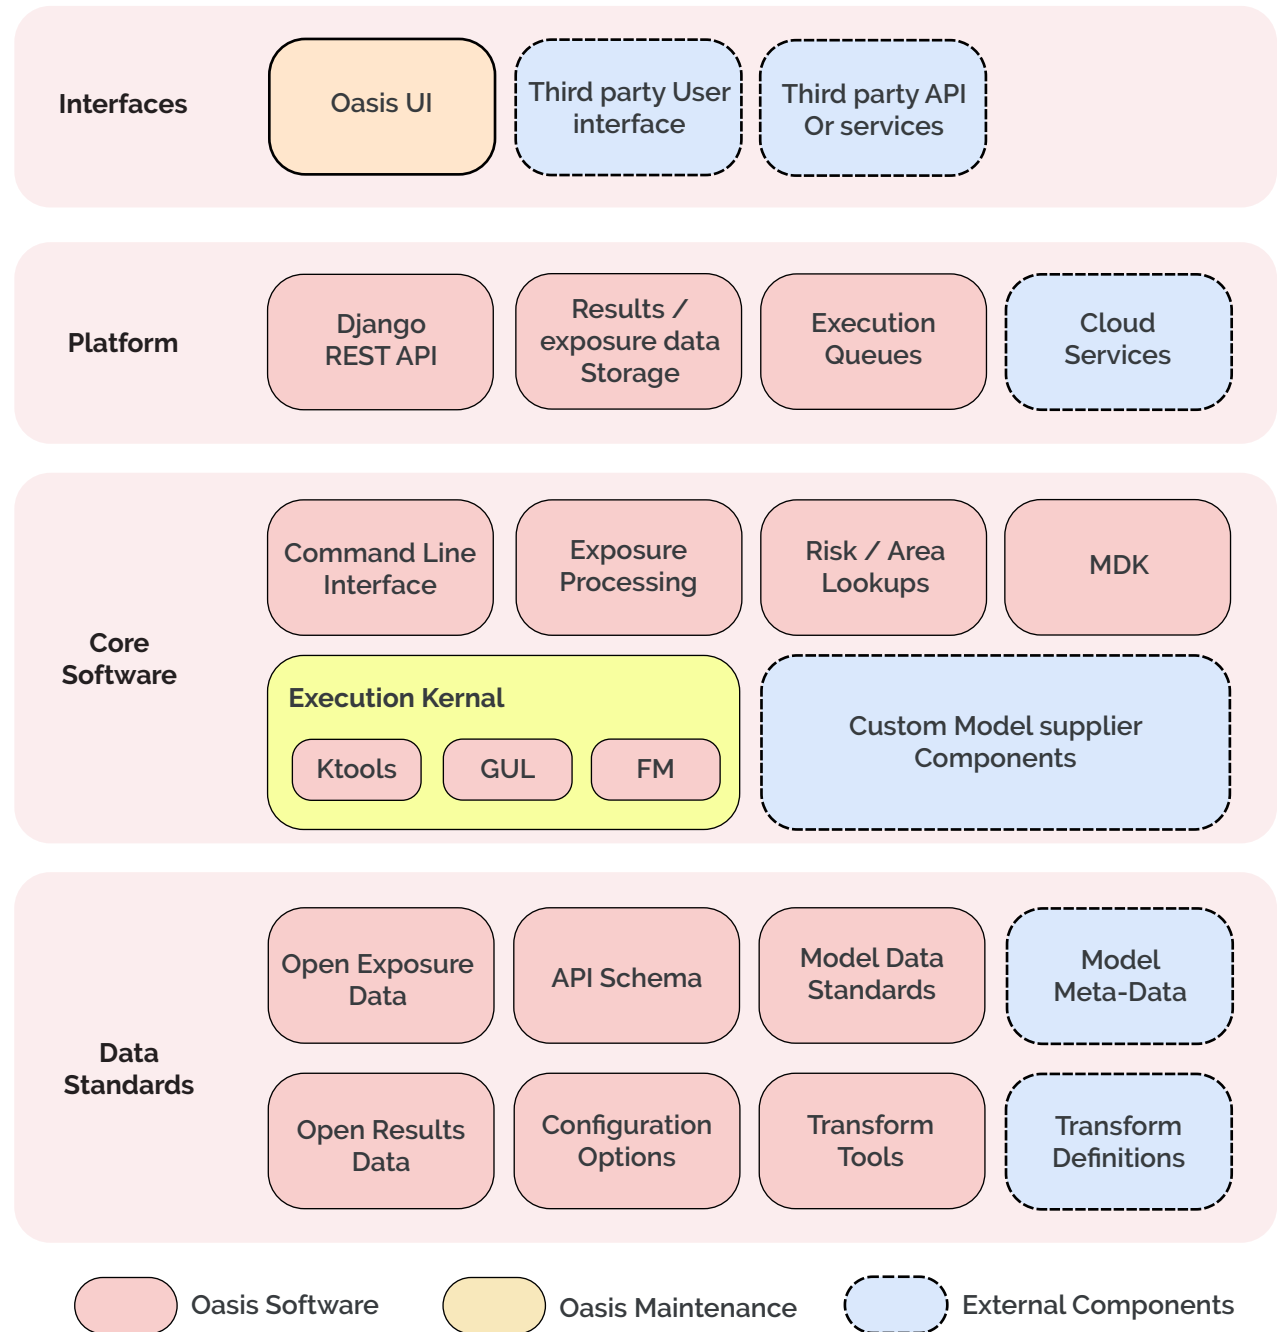 Interfaces
Oasis UI
Third party User
interface
Third party API
Or services
Platform
Django
REST API
Results /
exposure data
Storage
Execution
Queues
Cloud
Services
Core
Software
Command Line
Interface
Exposure
Processing
Risk / Area
Lookups
MDK
Execution Kernal
Ktools
GUL
FM
Custom Model supplier
Components
Data
Standards
Open Exposure
Data
API Schema
Model Data
Standards
Model
Meta-Data
Open Results
Data
Configuration
Options
Transform
Tools
Transform
Definitions
Oasis Software
Oasis Maintenance
External Components